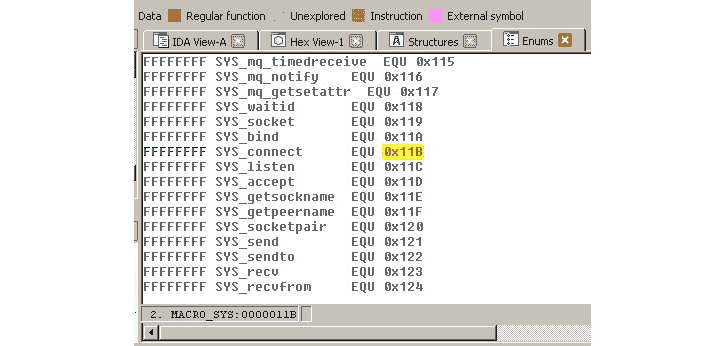 Data Regular function Unexplored Instruction External symbol
IDA View-A Hex View-1 Structures Enums
FFFFFFFF SYS_mq_timedreceive EQU 0x115
FFFFFFFF SYS_mq_notify EQU 0x116
FFFFFFFF SYS_mq_getsetattr EQU 0x117
FFFFFFFF SYS_waitid EQU 0x118
FFFFFFFF SYS_socket EQU 0x119
FFFFFFFF SYS_bind EQU 0x11A
FFFFFFFF SYS_connect EQU 0x11B
FFFFFFFF SYS_listen EQU 0x11C
FFFFFFFF SYS_accept EQU 0x11D
FFFFFFFF SYS_getsockname EQU 0x11E
FFFFFFFF SYS_getpeername EQU 0x11F
FFFFFFFF SYS_socketpair EQU 0x120
FFFFFFFF SYS_send EQU 0x121
FFFFFFFF SYS_sendto EQU 0x122
FFFFFFFF SYS_recv EQU 0x123
FFFFFFFF SYS_recvfrom EQU 0x124
2. MACRO_SYS:0000011B